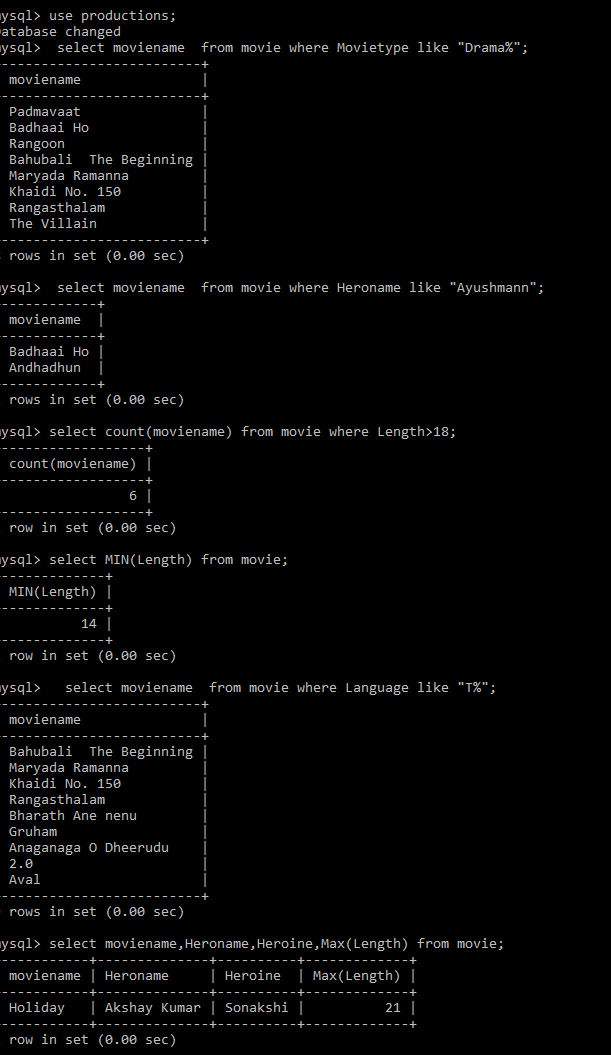 ysql> use productions;
atabase changed
ysql>  select moviename  from movie where Movietype like "Drama%";
-------------------------+
 moviename               |
-------------------------+
 Padmavaat               |
 Badhaai Ho              |
 Rangoon                 |
 Bahubali  The Beginning |
 Maryada Ramanna         |
 Khaidi No. 150          |
 Rangasthalam            |
 The Villain             |
-------------------------+
 rows in set (0.00 sec)

ysql>  select moviename  from movie where Heroname like "Ayushmann";
------------+
 moviename  |
------------+
 Badhaai Ho |
 Andhadhun  |
------------+
 rows in set (0.00 sec)

ysql> select count(moviename) from movie where Length>18;
------------------+
 count(moviename) |
------------------+
                6 |
------------------+
 row in set (0.00 sec)

ysql> select MIN(Length) from movie;
-------------+
 MIN(Length) |
-------------+
          14 |
-------------+
 row in set (0.00 sec)

ysql>   select moviename  from movie where Language like "T%";
-------------------------+
 moviename               |
-------------------------+
 Bahubali  The Beginning |
 Maryada Ramanna         |
 Khaidi No. 150          |
 Rangasthalam            |
 Bharath Ane nenu        |
 Gruham                  |
 Anaganaga O Dheerudu    |
 2.0                     |
 Aval                    |
-------------------------+
 rows in set (0.00 sec)

ysql> select moviename,Heroname,Heroine,Max(Length) from movie;
-----------+--------------+----------+-------------+
 moviename | Heroname     | Heroine  | Max(Length) |
-----------+--------------+----------+-------------+
 Holiday   | Akshay Kumar | Sonakshi |          21 |
-----------+--------------+----------+-------------+
 row in set (0.00 sec)